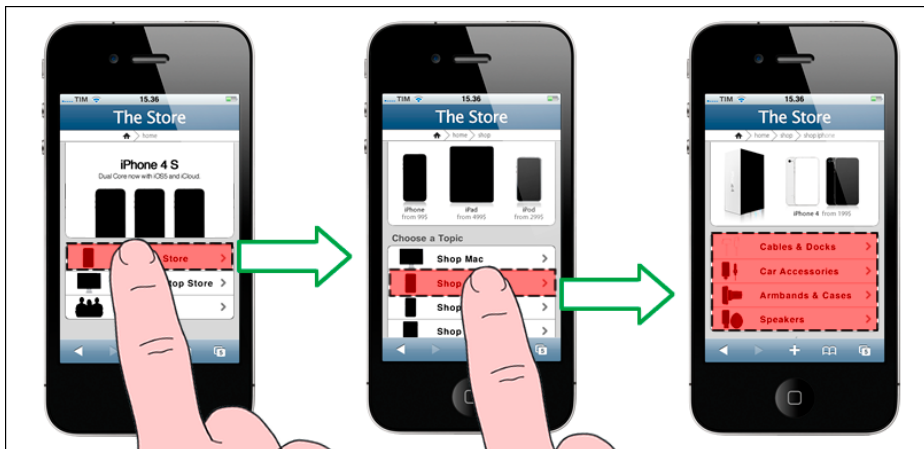 TIM 15.36
The Store
home
iPhone 4 S
Dual Core now with iOS5 and iCloud.
Store
top Store
TIM 15.36
The Store
home shop
iPhone
from 99$
iPad
from 499$
iPod
from 299$
Choose a Topic
Shop Mac
Shop
Shop
Shop
TIM 15.36
The Store
home shop shop iphone
iPhone 4 from 199$
Cables & Docks
Car Accessories
Armbands & Cases
Speakers